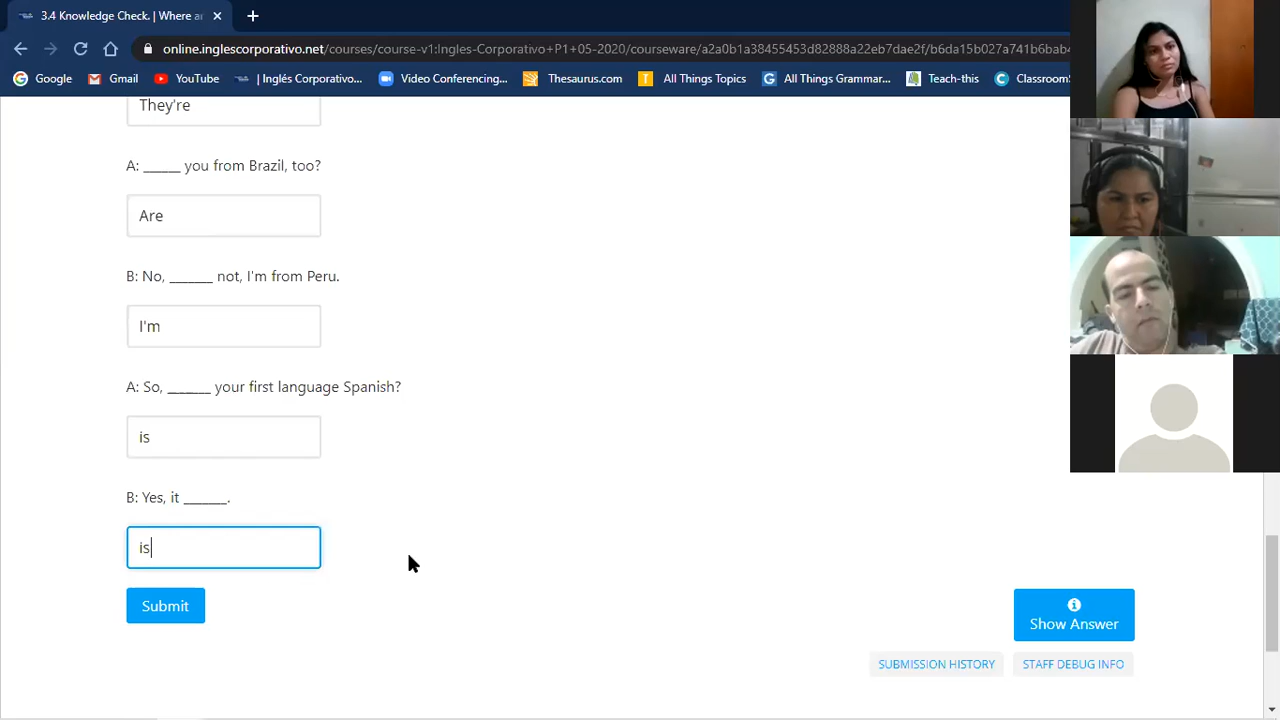 3.4 Knowledge Check. | Where a
online.inglescorporativo.net/courses/course-v1:Ingles-Corporativo+P1+05-2020/courseware/a2a0b1a38455453d82886a22eb7dae2f/b6da15b027a741b6bab4
Google Gmail YouTube | Inglés Corporativo... Video Conferencing... Thesaurus.com All Things Topics All Things Grammar... Teach-this ClassroomS
They're
A: _____ you from Brazil, too?
Are
B: No, ______ not, I'm from Peru.
I'm
A: So, ______ your first language Spanish?
is
B: Yes, it ______.
is
Submit
Show Answer
SUBMISSION HISTORY STAFF DEBUG INFO